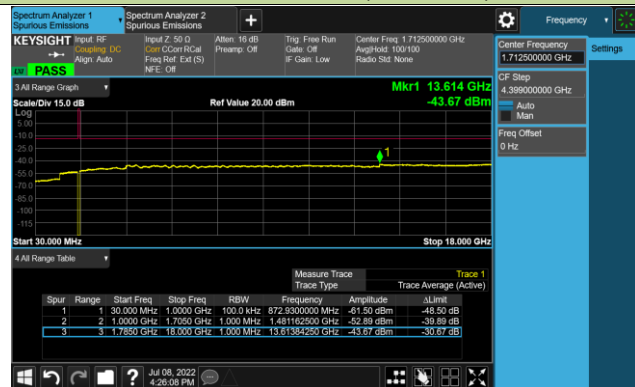 Spectrum Analyzer 1
Spurious Emissions
Spectrum Analyzer 2
Spurious Emissions
+
Frequency
KEYSIGHT
Input: RF
Coupling: DC
Align: Auto
Input Z: 50 Ω
Corr CCorr RCal
Freq Ref: Ext (S)
NFE: Off
Atten: 16 dB
Preamp: Off
Trig: Free Run
Gate: Off
IF Gain: Low
Center Freq: 1.712500000 GHz
Avg|Hold: 100/100
Radio Std: None
PASS
Center Frequency
1.712500000 GHz
Settings
CF Step
4.399000000 GHz
Auto
Man
Freq Offset
0 Hz
3 All Range Graph
Mkr1 13.614 GHz
Scale/Div 15.0 dB
Ref Value 20.00 dBm
-43.67 dBm
Log
5.00
-10.0
-25.0
-40.0
-55.0
-70.0
-85.0
-100
-115
1
Start 30.000 MHz
Stop 18.000 GHz
4 All Range Table
Measure Trace Trace 1
Trace Type Trace Average (Active)
Spur Range Start Freq Stop Freq RBW Frequency Amplitude ΔLimit
1 1 30.000 MHz 1.0000 GHz 100.0 kHz 872.9300000 MHz -61.50 dBm -48.50 dB
2 2 1.0000 GHz 1.7050 GHz 1.000 MHz 1.481162500 GHz -52.89 dBm -39.89 dB
3 3 1.7850 GHz 18.000 GHz 1.000 MHz 13.61384250 GHz -43.67 dBm -30.67 dB
?
Jul 08, 2022
4:26:08 PM